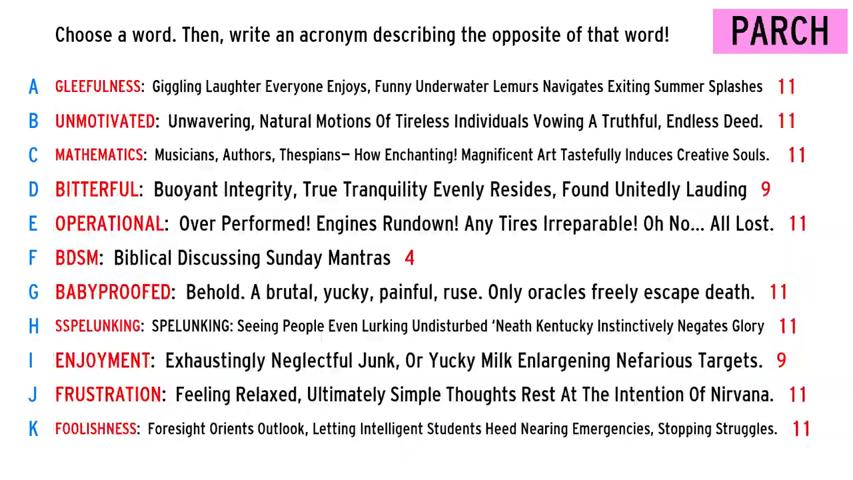 Choose a word. Then, write an acronym describing the opposite of that word!
PARCH
A GLEEFULNESS: Giggling Laughter Everyone Enjoys, Funny Underwater Lemurs Navigates Exiting Summer Splashes 11
B UNMOTIVATED: Unwavering, Natural Motions Of Tireless Individuals Vowing A Truthful, Endless Deed. 11
C MATHEMATICS: Musicians, Authors, Thespians— How Enchanting! Magnificent Art Tastefully Induces Creative Souls. 11
D BITTERFUL: Buoyant Integrity, True Tranquility Evenly Resides, Found Unitedly Lauding 9
E OPERATIONAL: Over Performed! Engines Rundown! Any Tires Irreparable! Oh No... All Lost. 11
F BDSM: Biblical Discussing Sunday Mantras 4
G BABYPROOFED: Behold. A brutal, yucky, painful, ruse. Only oracles freely escape death. 11
H SSPELUNKING: SPELUNKING: Seeing People Even Lurking Undisturbed ‘Neath Kentucky Instinctively Negates Glory 11
I ENJOYMENT: Exhaustingly Neglectful Junk, Or Yucky Milk Enlargening Nefarious Targets. 9
J FRUSTRATION: Feeling Relaxed, Ultimately Simple Thoughts Rest At The Intention Of Nirvana. 11
K FOOLISHNESS: Foresight Orients Outlook, Letting Intelligent Students Heed Nearing Emergencies, Stopping Struggles. 11